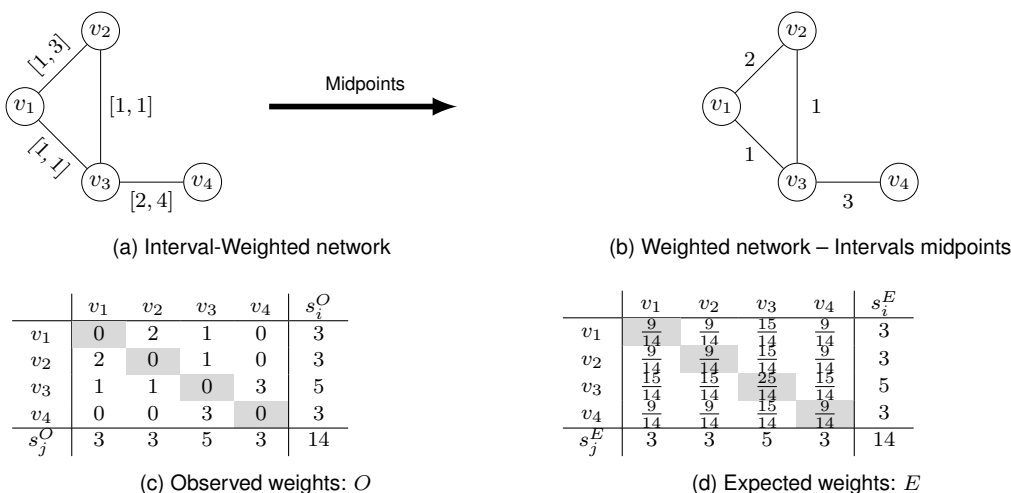 v₂ v₂
[1, 3] Midpoints 2
v₁ [1, 1] v₁ 1
[1, 1] 1
v₃ v₄ v₃ v₄
[2, 4] 3
(a) Interval-Weighted network (b) Weighted network – Intervals midpoints
v₁ v₂ v₃ v₄ sᵢᴼ
v₁ 0 2 1 0 3
v₂ 2 0 1 0 3
v₃ 1 1 0 3 5
v₄ 0 0 3 0 3
sⱼᴼ 3 3 5 3 14
(c) Observed weights: O
v₁ v₂ v₃ v₄ sᵢᴱ
v₁ 9/14 9/14 15/14 9/14 3
v₂ 9/14 9/14 15/14 9/14 3
v₃ 15/14 15/14 25/14 15/14 5
v₄ 9/14 9/14 15/14 9/14 3
sⱼᴱ 3 3 5 3 14
(d) Expected weights: E